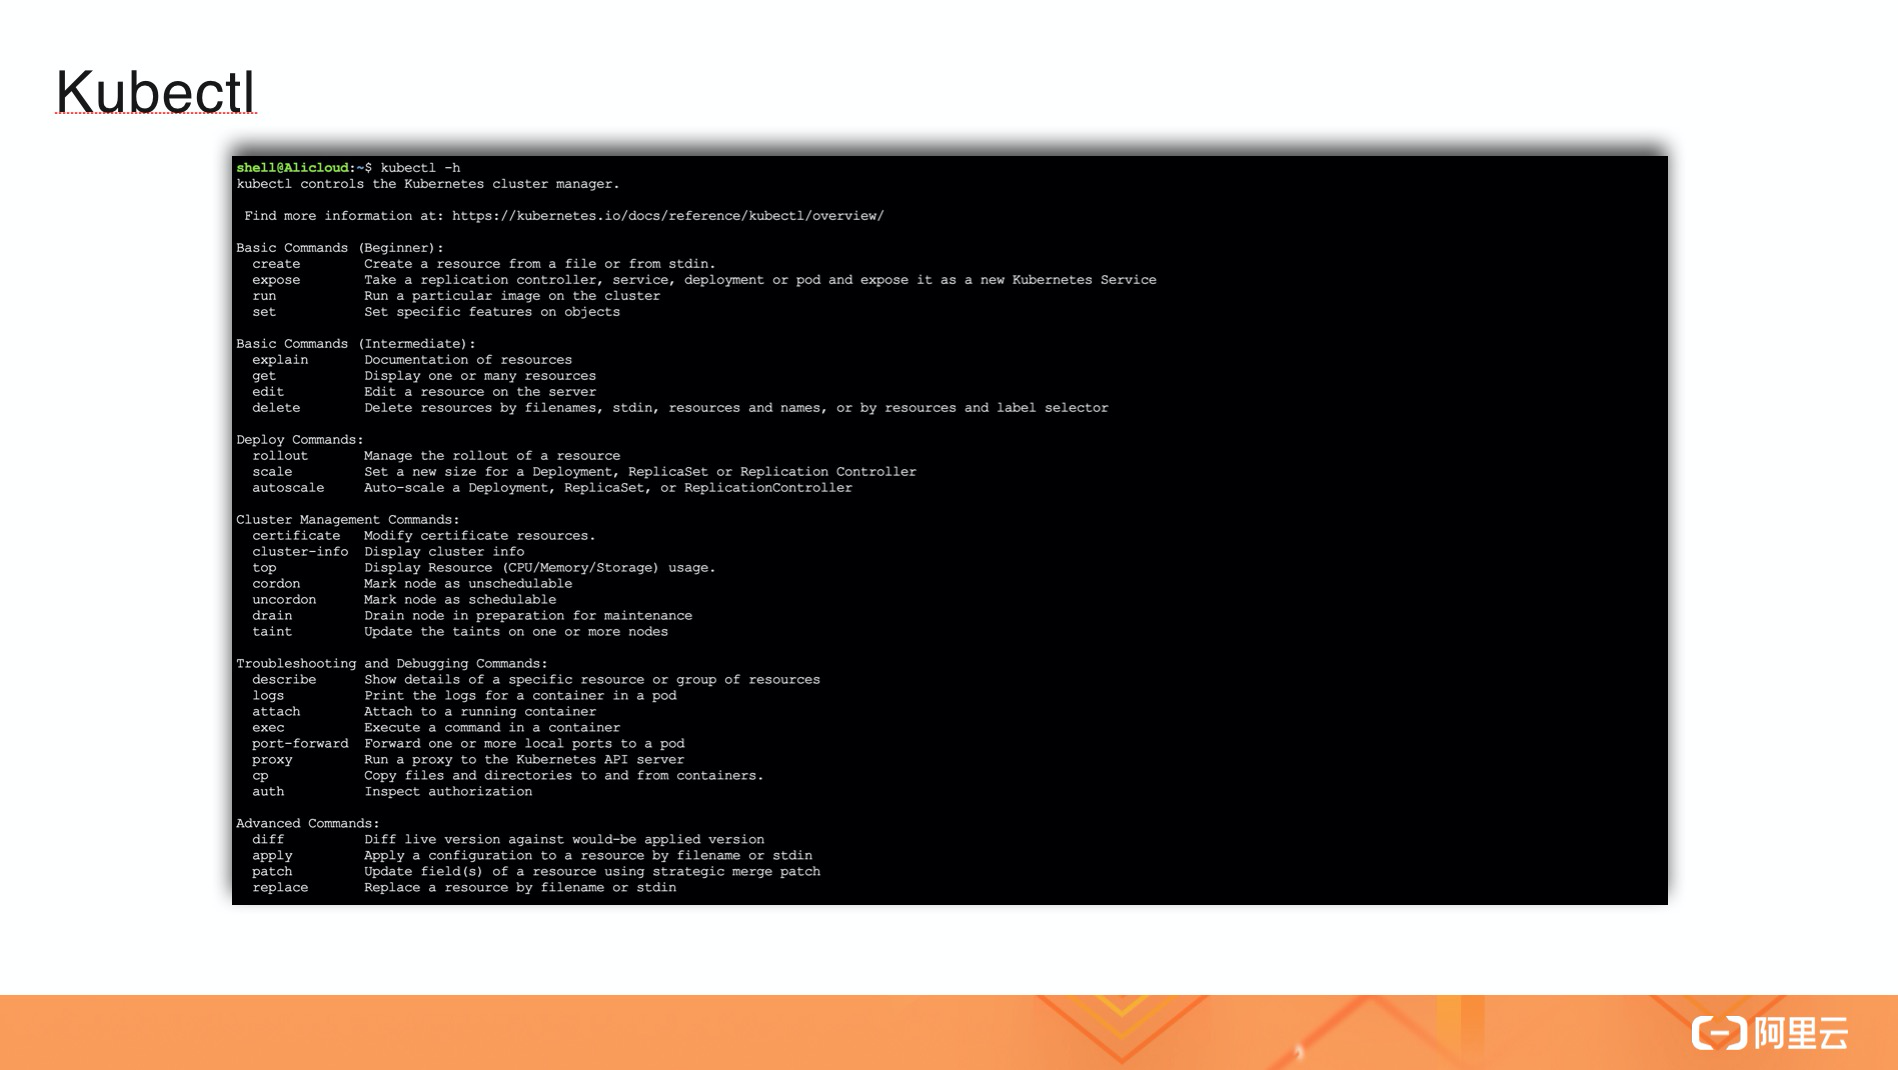 Kubectl
shell@Alicloud:~$ kubectl -h
kubectl controls the Kubernetes cluster manager.
Find more information at: https://kubernetes.io/docs/reference/kubectl/overview/
Basic Commands (Beginner):
create Create a resource from a file or from stdin.
expose Take a replication controller, service, deployment or pod and expose it as a new Kubernetes Service
run Run a particular image on the cluster
set Set specific features on objects
Basic Commands (Intermediate):
explain Documentation of resources
get Display one or many resources
edit Edit a resource on the server
delete Delete resources by filenames, stdin, resources and names, or by resources and label selector
Deploy Commands:
rollout Manage the rollout of a resource
scale Set a new size for a Deployment, ReplicaSet or Replication Controller
autoscale Auto-scale a Deployment, ReplicaSet, or ReplicationController
Cluster Management Commands:
certificate Modify certificate resources.
cluster-info Display cluster info
top Display Resource (CPU/Memory/Storage) usage.
cordon Mark node as unschedulable
uncordon Mark node as schedulable
drain Drain node in preparation for maintenance
taint Update the taints on one or more nodes
Troubleshooting and Debugging Commands:
describe Show details of a specific resource or group of resources
logs Print the logs for a container in a pod
attach Attach to a running container
exec Execute a command in a container
port-forward Forward one or more local ports to a pod
proxy Run a proxy to the Kubernetes API server
cp Copy files and directories to and from containers.
auth Inspect authorization
Advanced Commands:
diff Diff live version against would-be applied version
apply Apply a configuration to a resource by filename or stdin
patch Update field(s) of a resource using strategic merge patch
replace Replace a resource by filename or stdin
阿里云